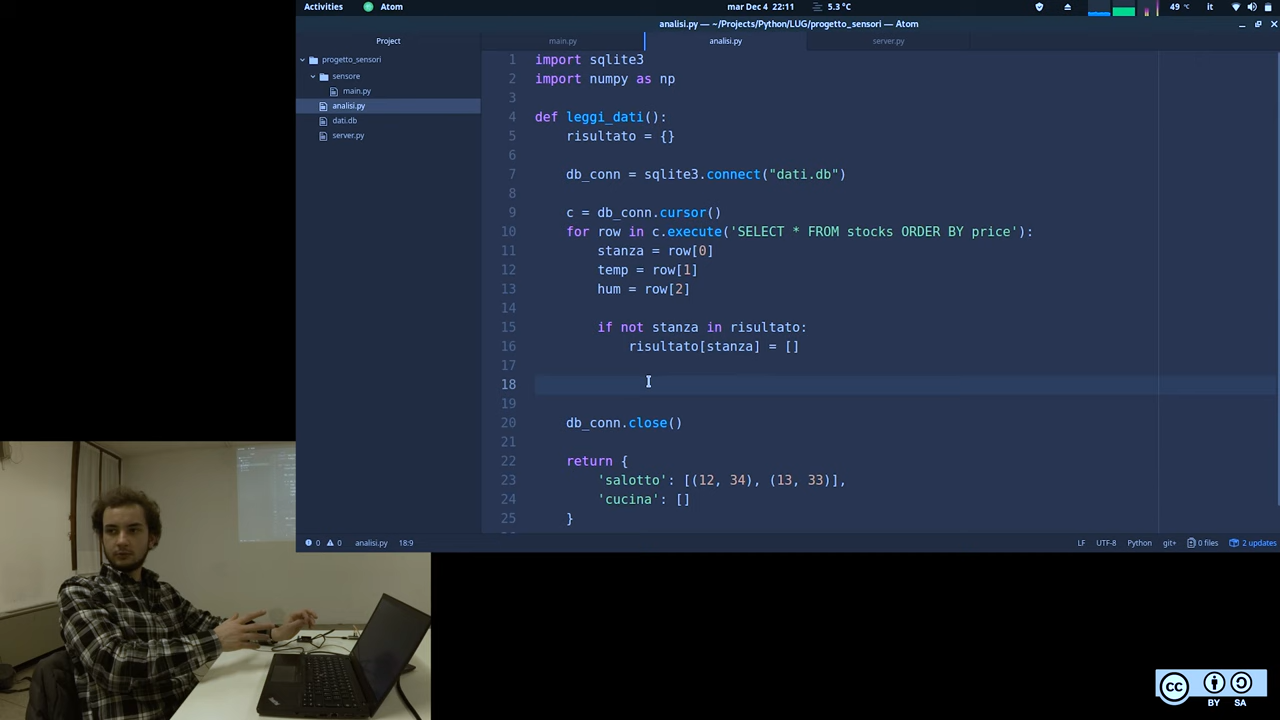 Activities Atom mar Dec 4 22:11 5.3 °C 49 °C it
analisi.py — ~/Projects/Python/LUG/progetto_sensori — Atom
Project main.py analisi.py server.py
progetto_sensori
sensore
main.py
analisi.py
dati.db
server.py
1 import sqlite3
2 import numpy as np
3
4 def leggi_dati():
5 risultato = {}
6
7 db_conn = sqlite3.connect("dati.db")
8
9 c = db_conn.cursor()
10 for row in c.execute('SELECT * FROM stocks ORDER BY price'):
11 stanza = row[0]
12 temp = row[1]
13 hum = row[2]
14
15 if not stanza in risultato:
16 risultato[stanza] = []
17
18
19
20 db_conn.close()
21
22 return {
23 'salotto': [(12, 34), (13, 33)],
24 'cucina': []
25 }
0 0 analisi.py 18:9 LF UTF-8 Python git+ 0 files 2 updates
cc BY SA